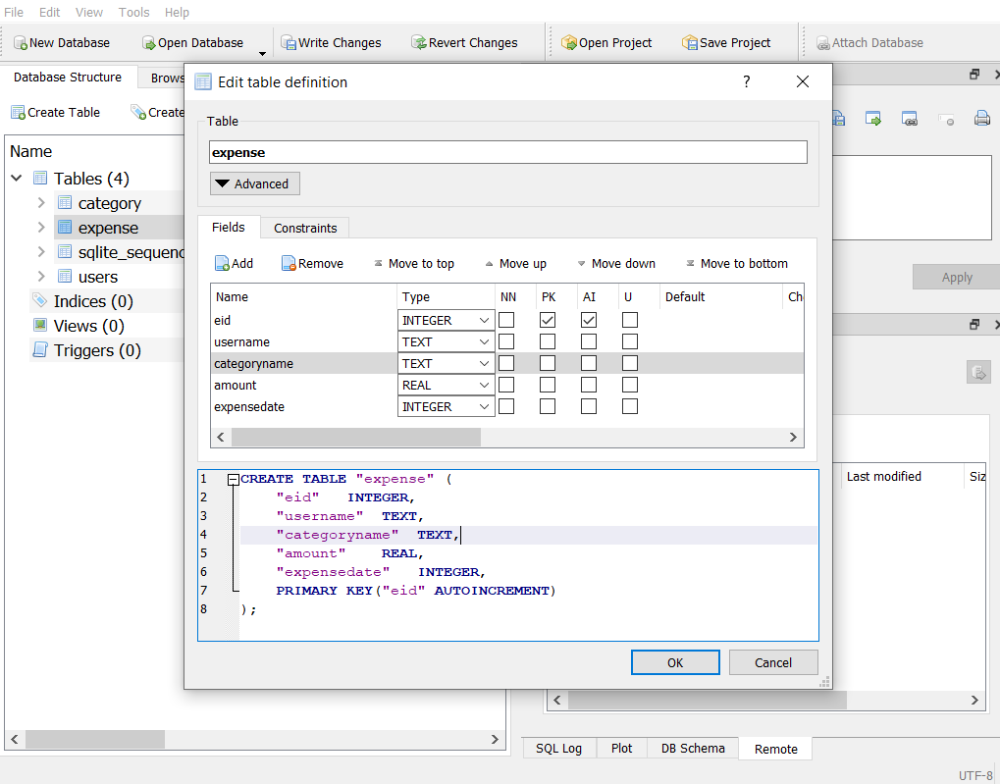 File Edit View Tools Help
New Database Open Database Write Changes Revert Changes Open Project Save Project Attach Database
Database Structure Brows
Create Table Create
Name
Tables (4)
category
expense
sqlite_sequenc
users
Indices (0)
Views (0)
Triggers (0)
Edit table definition ?
Table
expense
Advanced
Fields Constraints
Add Remove Move to top Move up Move down Move to bottom
Name Type NN PK AI U Default Ch
eid INTEGER
username TEXT
categoryname TEXT
amount REAL
expensedate INTEGER
1 CREATE TABLE "expense" (
2 "eid" INTEGER,
3 "username" TEXT,
4 "categoryname" TEXT,
5 "amount" REAL,
6 "expensedate" INTEGER,
7 PRIMARY KEY("eid" AUTOINCREMENT)
8 );
OK Cancel
Apply
Last modified Siz
SQL Log Plot DB Schema Remote
UTF-8